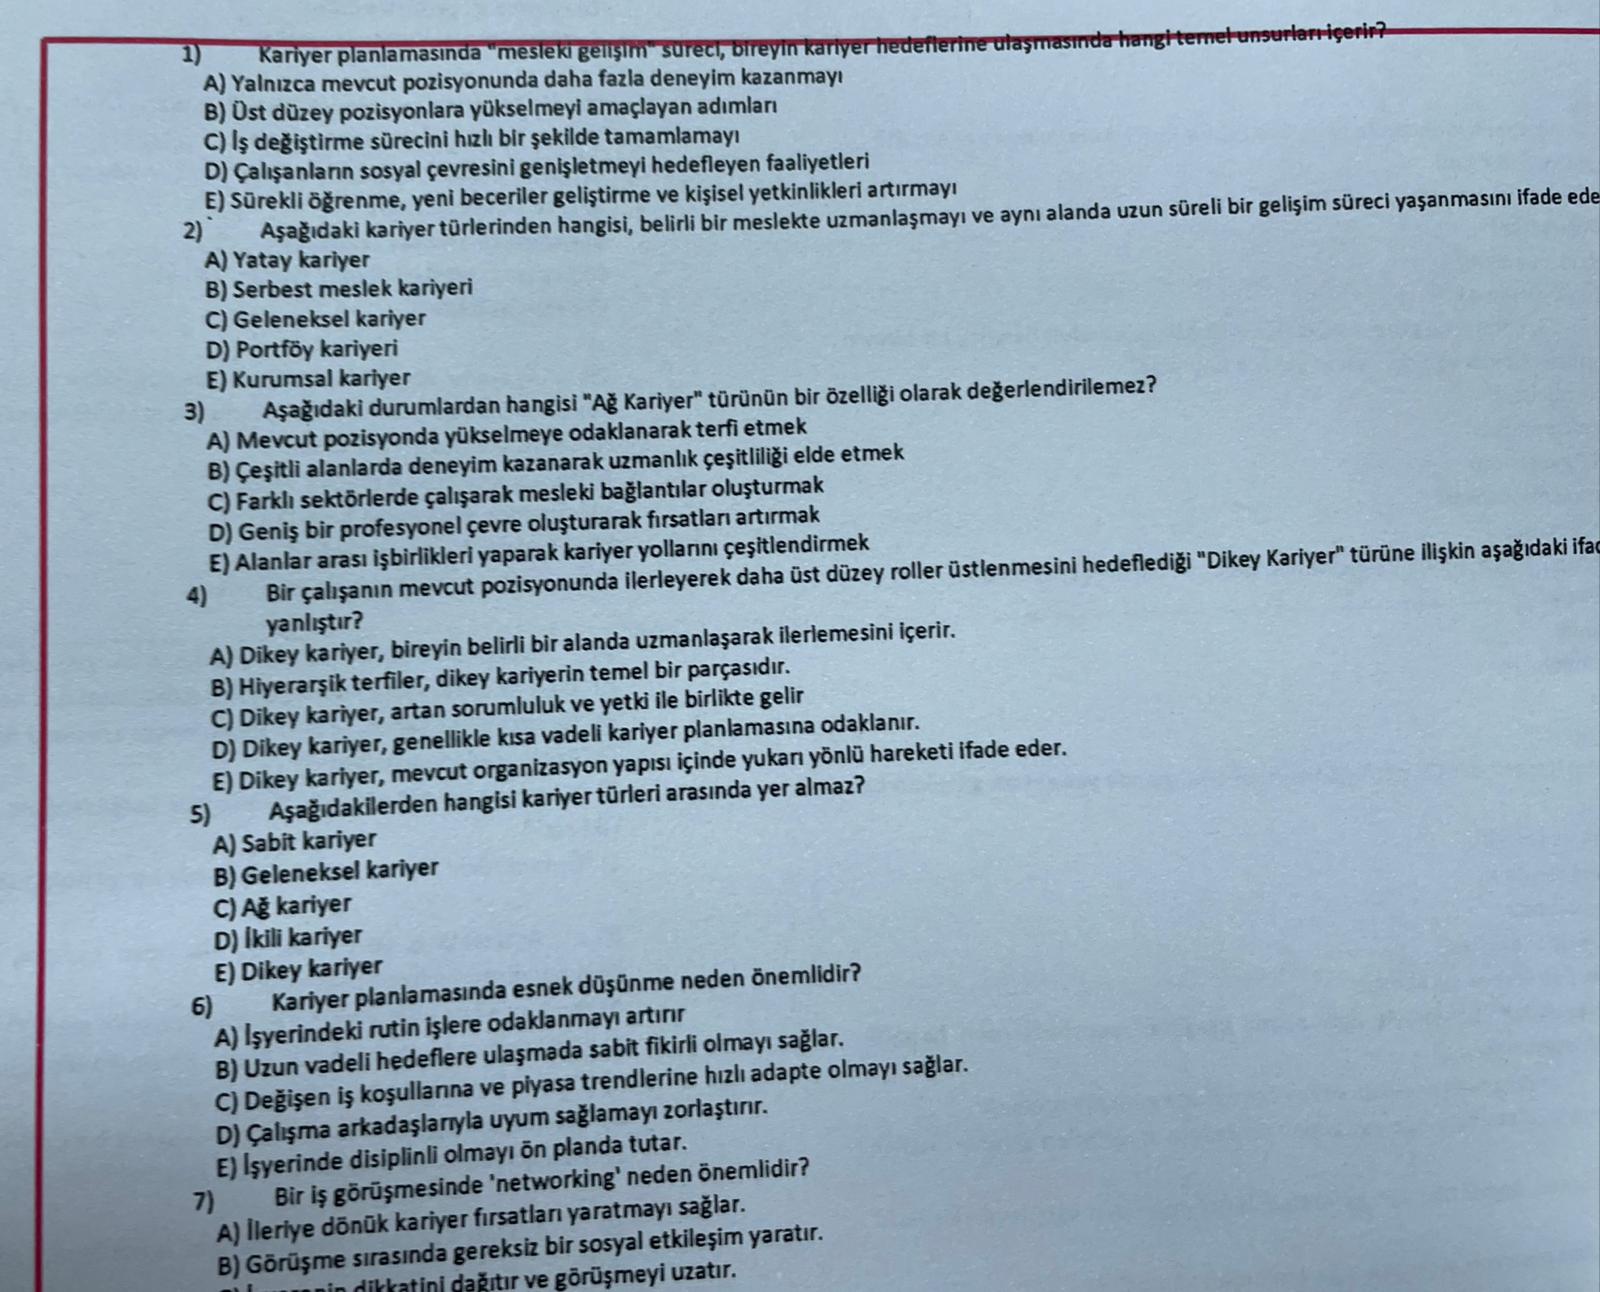 1) Kariyer planlamasında "mesleki gelişim" süreci, bireyin kariyer hedeflerine ulaşmasında hangi temel unsurları içerir?
A) Yalnızca mevcut pozisyonunda daha fazla deneyim kazanmayı
B) Üst düzey pozisyonlara yükselmeyi amaçlayan adımları
C) İş değiştirme sürecini hızlı bir şekilde tamamlamayı
D) Çalışanların sosyal çevresini genişletmeyi hedefleyen faaliyetleri
E) Sürekli öğrenme, yeni beceriler geliştirme ve kişisel yetkinlikleri artırmayı
2) Aşağıdaki kariyer türlerinden hangisi, belirli bir meslekte uzmanlaşmayı ve aynı alanda uzun süreli bir gelişim süreci yaşanmasını ifade ede
A) Yatay kariyer
B) Serbest meslek kariyeri
C) Geleneksel kariyer
D) Portföy kariyeri
E) Kurumsal kariyer
3) Aşağıdaki durumlardan hangisi "Ağ Kariyer" türünün bir özelliği olarak değerlendirilemez?
A) Mevcut pozisyonda yükselmeye odaklanarak terfi etmek
B) Çeşitli alanlarda deneyim kazanarak uzmanlık çeşitliliği elde etmek
C) Farklı sektörlerde çalışarak mesleki bağlantılar oluşturmak
D) Geniş bir profesyonel çevre oluşturarak fırsatları artırmak
E) Alanlar arası işbirlikleri yaparak kariyer yollarını çeşitlendirmek
4) Bir çalışanın mevcut pozisyonunda ilerleyerek daha üst düzey roller üstlenmesini hedeflediği "Dikey Kariyer" türüne ilişkin aşağıdaki ifad
yanlıştır?
A) Dikey kariyer, bireyin belirli bir alanda uzmanlaşarak ilerlemesini içerir.
B) Hiyerarşik terfiler, dikey kariyerin temel bir parçasıdır.
C) Dikey kariyer, artan sorumluluk ve yetki ile birlikte gelir
D) Dikey kariyer, genellikle kısa vadeli kariyer planlamasına odaklanır.
E) Dikey kariyer, mevcut organizasyon yapısı içinde yukarı yönlü hareketi ifade eder.
5) Aşağıdakilerden hangisi kariyer türleri arasında yer almaz?
A) Sabit kariyer
B) Geleneksel kariyer
C) Ağ kariyer
D) İkili kariyer
E) Dikey kariyer
6) Kariyer planlamasında esnek düşünme neden önemlidir?
A) İşyerindeki rutin işlere odaklanmayı artırır
B) Uzun vadeli hedeflere ulaşmada sabit fikirli olmayı sağlar.
C) Değişen iş koşullarına ve piyasa trendlerine hızlı adapte olmayı sağlar.
D) Çalışma arkadaşlarıyla uyum sağlamayı zorlaştırır.
E) İşyerinde disiplinli olmayı ön planda tutar.
7) Bir iş görüşmesinde 'networking' neden önemlidir?
A) İleriye dönük kariyer fırsatları yaratmayı sağlar.
B) Görüşme sırasında gereksiz bir sosyal etkileşim yaratır.
dikkatini dağıtır ve görüşmeyi uzatır.